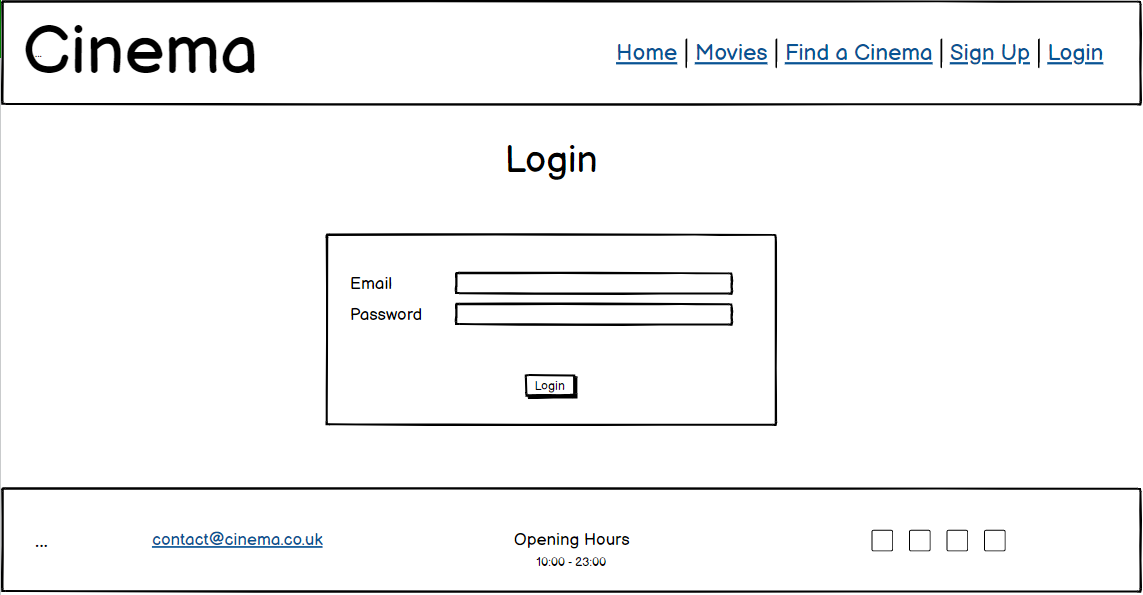 Cinema
Home | Movies | Find a Cinema | Sign Up | Login
Login
Email
Password
Login
...
contact@cinema.co.uk
Opening Hours
10:00 - 23:00